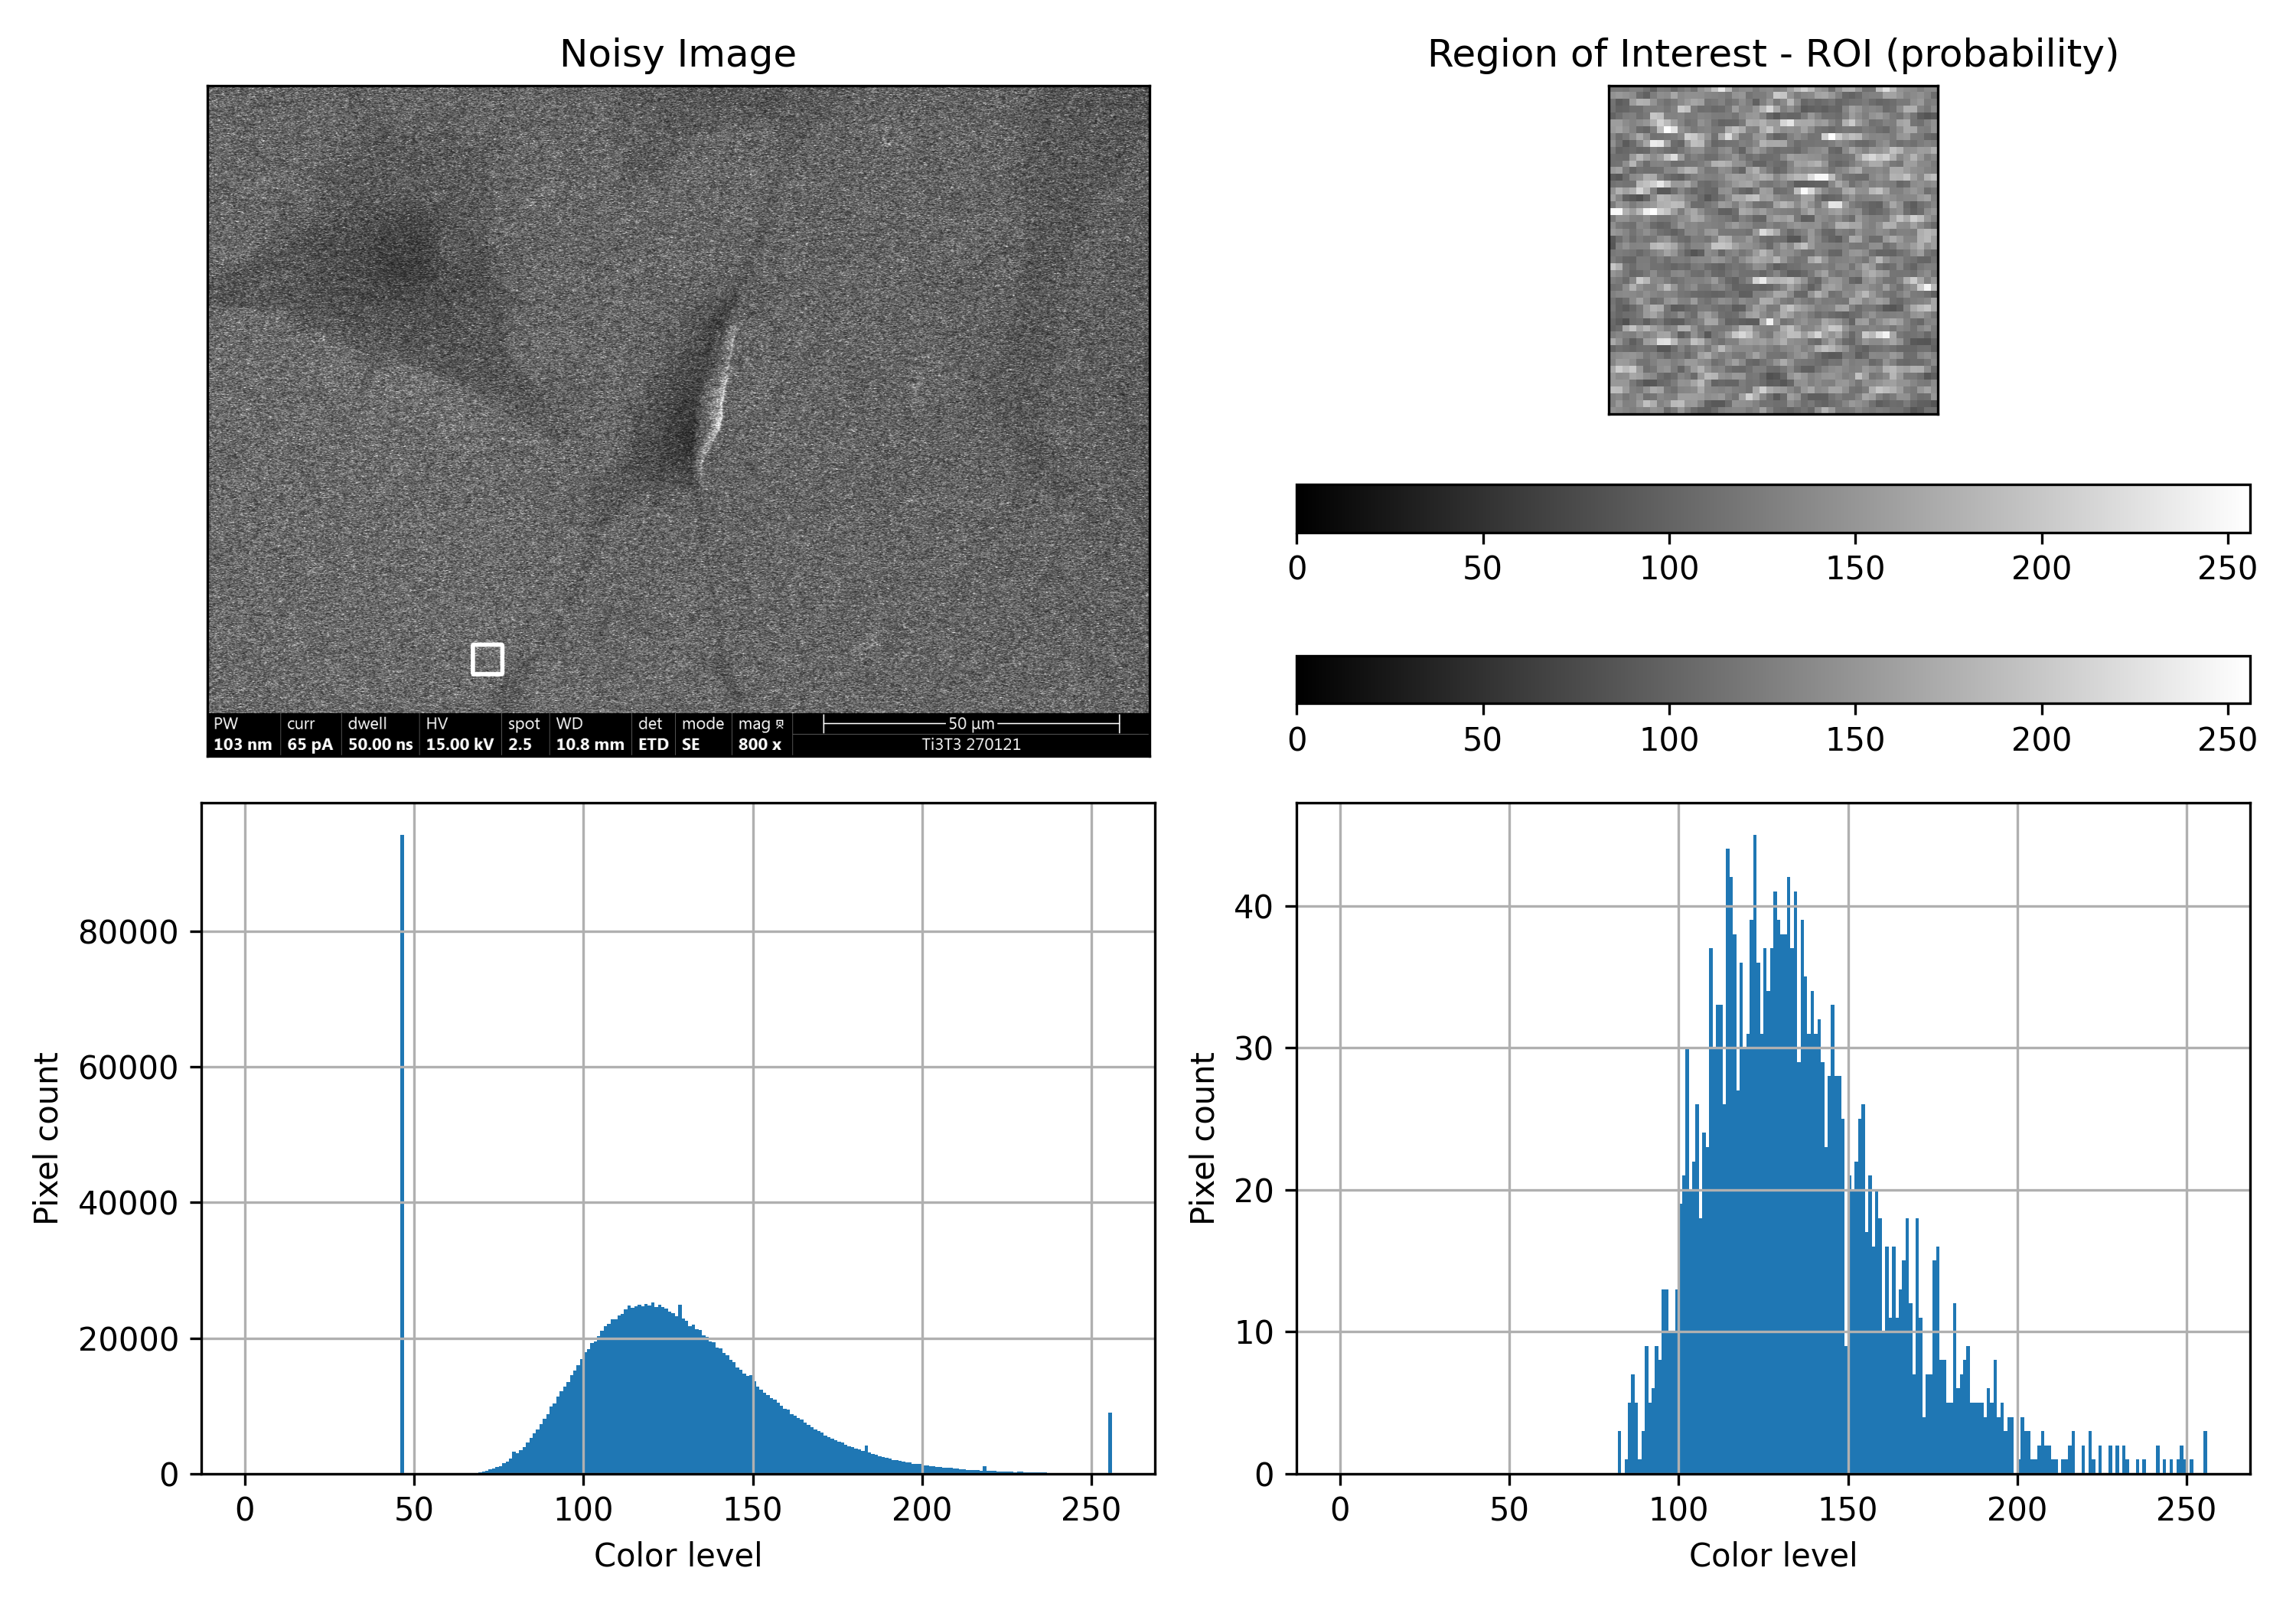 Noisy Image
Region of Interest - ROI (probability)
PW curr dwell HV spot WD det mode mag 50 µm
103 nm 65 pA 50.00 ns 15.00 kV 2.5 10.8 mm ETD SE 800 x Ti3T3 270121
0 50 100 150 200 250
0 50 100 150 200 250
Pixel count
80000
60000
40000
20000
0
0 50 100 150 200 250
Color level
Pixel count
40
30
20
10
0
0 50 100 150 200 250
Color level